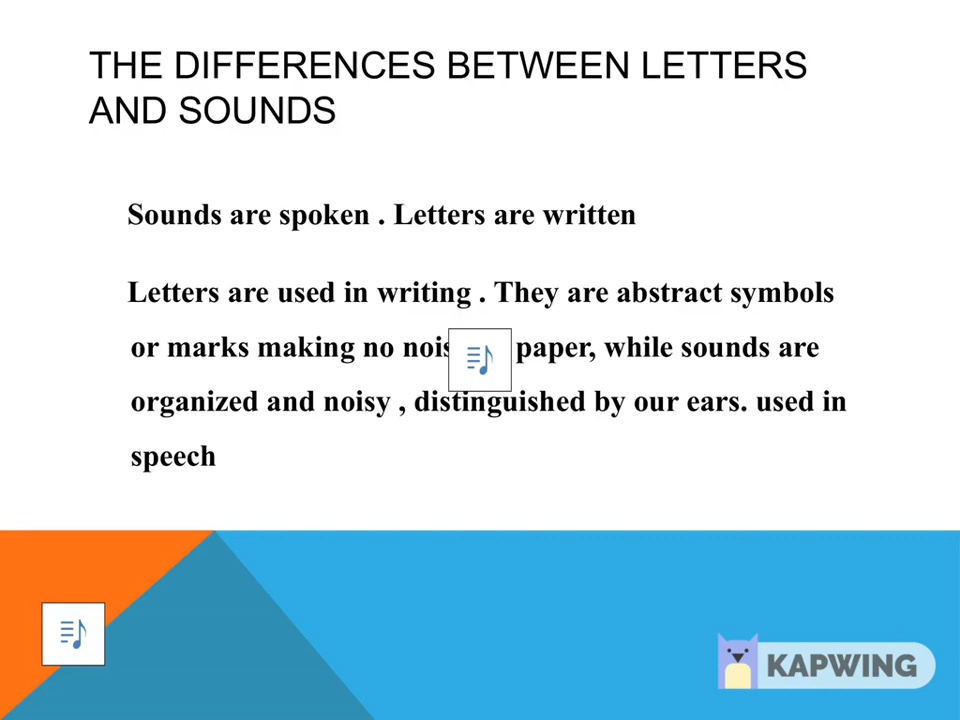 THE DIFFERENCES BETWEEN LETTERS
AND SOUNDS
Sounds are spoken . Letters are written
Letters are used in writing . They are abstract symbols
or marks making no paper, while sounds are
organized and noisy , distinguished by our ears. used in
speech
KAPWING